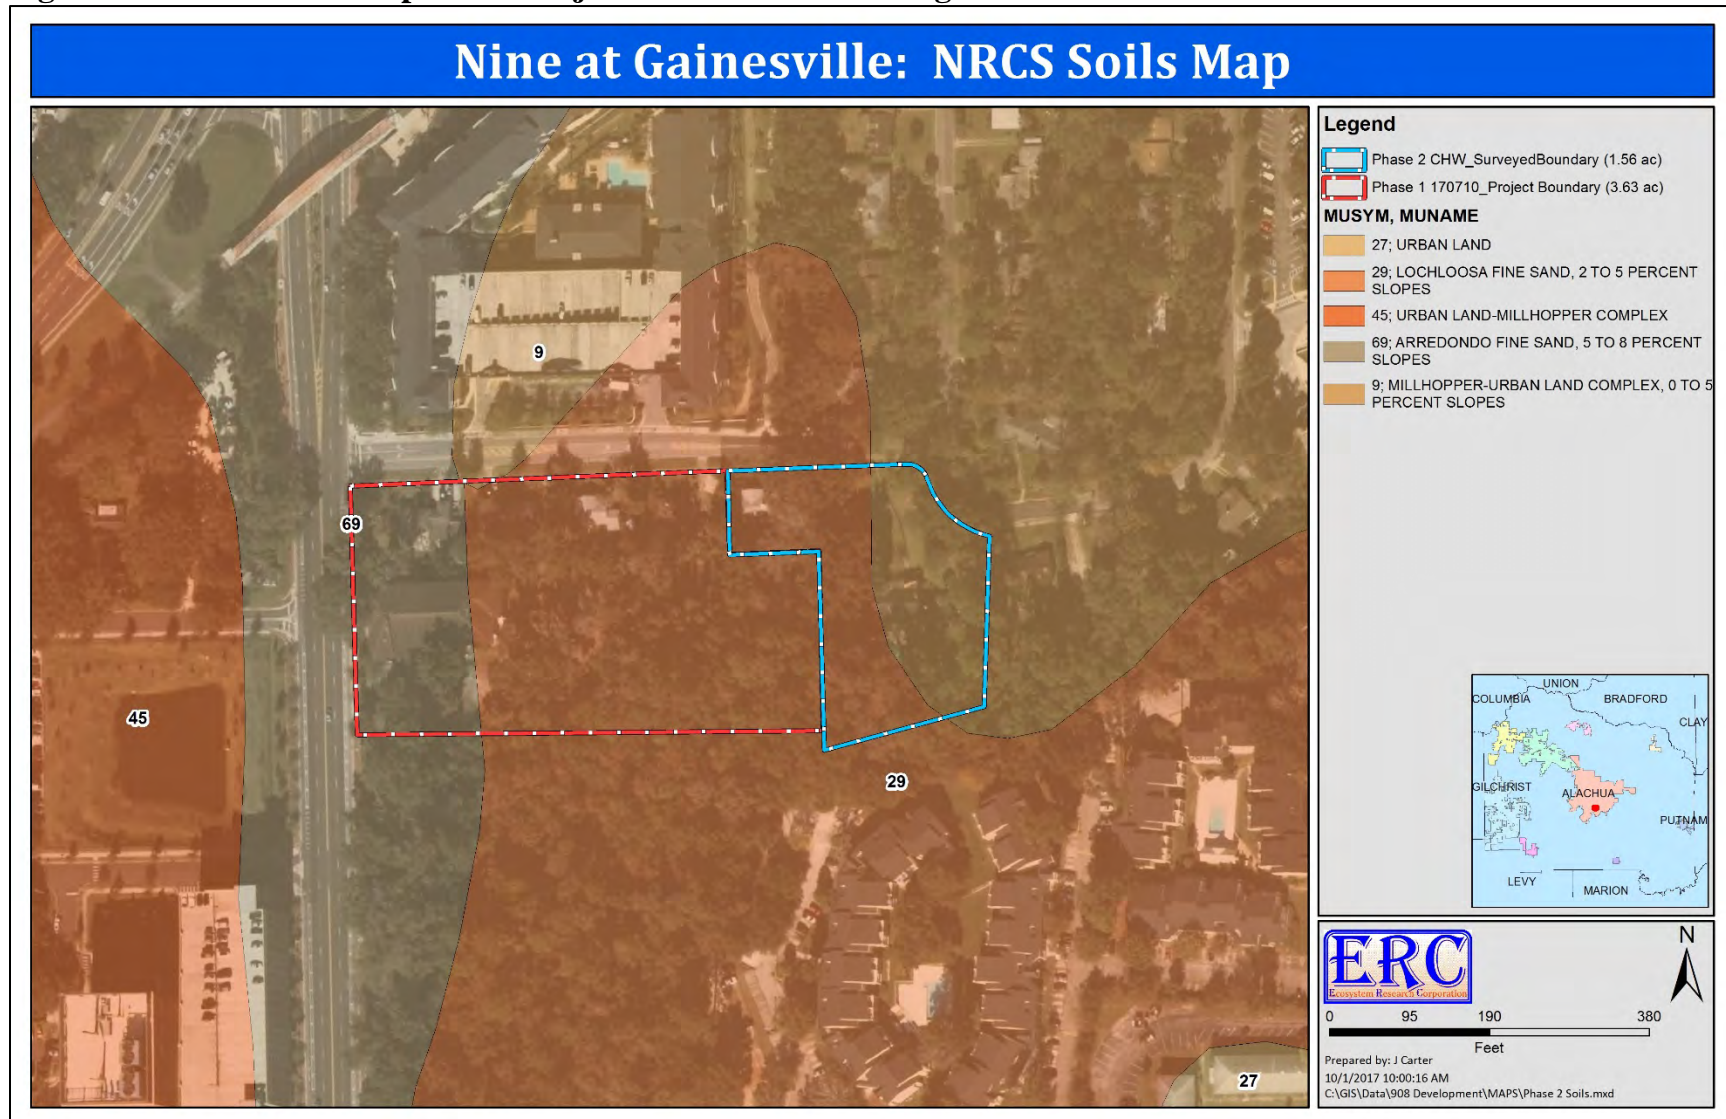 Nine at Gainesville:  NRCS Soils Map
9
69
45
29
27
Legend
Phase 2 CHW_SurveyedBoundary (1.56 ac)
Phase 1 170710_Project Boundary (3.63 ac)
MUSYM, MUNAME
27; URBAN LAND
29; LOCHLOOSA FINE SAND, 2 TO 5 PERCENT
SLOPES
45; URBAN LAND-MILLHOPPER COMPLEX
69; ARREDONDO FINE SAND, 5 TO 8 PERCENT
SLOPES
9; MILLHOPPER-URBAN LAND COMPLEX, 0 TO 5
PERCENT SLOPES
UNION
COLUMBIA
BRADFORD
CLAY
GILCHRIST
ALACHUA
PUTNAM
LEVY
MARION
ERC
Ecosystem Research Corporation
N
0 95 190 380
Feet
Prepared by: J Carter
10/1/2017 10:00:16 AM
C:\GIS\Data\908 Development\MAPS\Phase 2 Soils.mxd